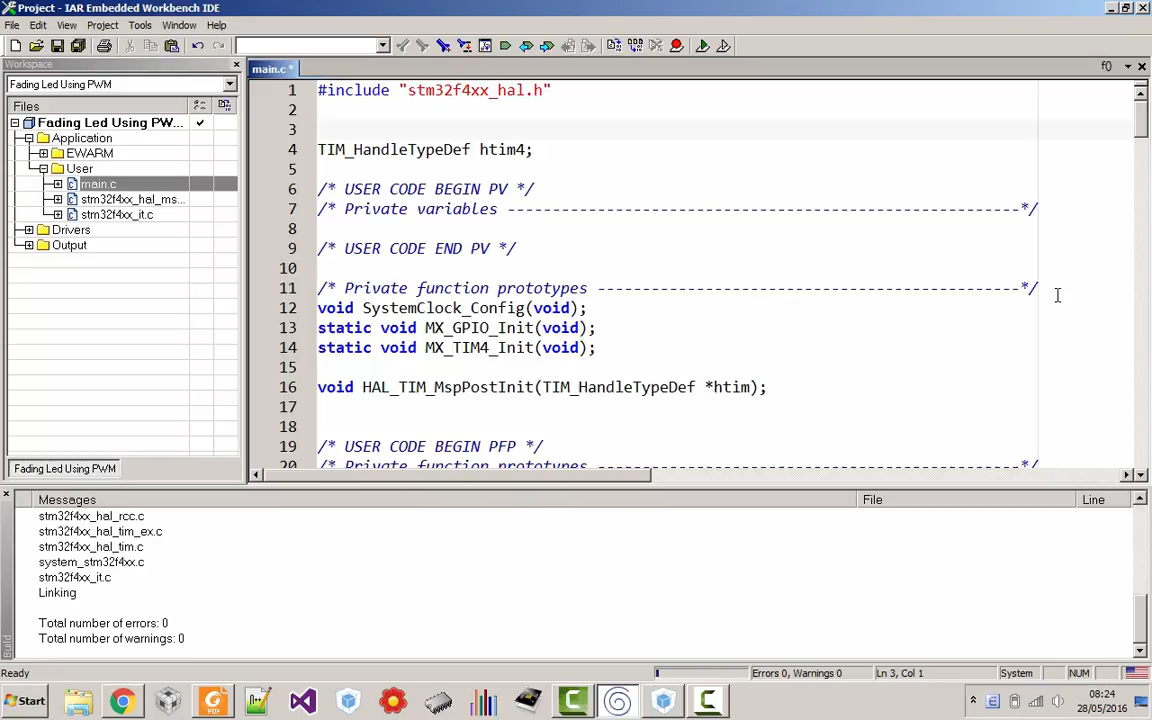 Project - IAR Embedded Workbench IDE
File Edit View Project Tools Window Help
Workspace
Fading Led Using PWM
Files
Fading Led Using PW...
Application
EWARM
User
main.c
stm32f4xx_hal_ms...
stm32f4xx_it.c
Drivers
Output
Fading Led Using PWM
main.c *
f()
1 #include "stm32f4xx_hal.h"
2
3
4 TIM_HandleTypeDef htim4;
5
6 /* USER CODE BEGIN PV */
7 /* Private variables ---------------------------------------------------------*/
8
9 /* USER CODE END PV */
10
11 /* Private function prototypes -----------------------------------------------*/
12 void SystemClock_Config(void);
13 static void MX_GPIO_Init(void);
14 static void MX_TIM4_Init(void);
15
16 void HAL_TIM_MspPostInit(TIM_HandleTypeDef *htim);
17
18
19 /* USER CODE BEGIN PFP */
20 /* Private function prototypes -----------------------------------------------*/
Messages File Line
stm32f4xx_hal_rcc.c
stm32f4xx_hal_tim_ex.c
stm32f4xx_hal_tim.c
system_stm32f4xx.c
stm32f4xx_it.c
Linking
Total number of errors: 0
Total number of warnings: 0
Build
Ready Errors 0, Warnings 0 Ln 3, Col 1 System NUM
Start
08:24
28/05/2016